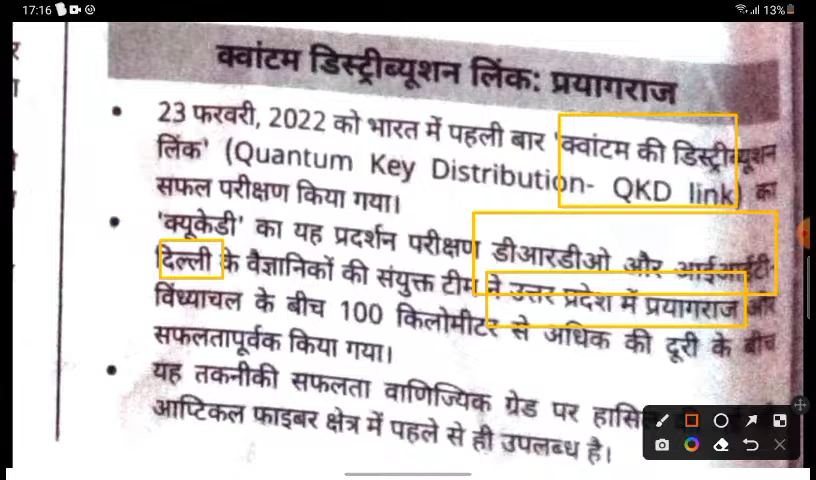 17:16
13%
क्वांटम डिस्ट्रीब्यूशन लिंक: प्रयागराज
• 23 फरवरी, 2022 को भारत में पहली बार 'क्वांटम की डिस्ट्रीब्यूशन
लिंक' (Quantum Key Distribution- QKD link) का
सफल परीक्षण किया गया।
• 'क्यूकेडी' का यह प्रदर्शन परीक्षण डीआरडीओ और आईआईटी
दिल्ली के वैज्ञानिकों की संयुक्त टीम ने उत्तर प्रदेश में प्रयागराज और
विंध्याचल के बीच 100 किलोमीटर से अधिक की दूरी के बीच
सफलतापूर्वक किया गया।
• यह तकनीकी सफलता वाणिज्यिक ग्रेड पर हासिल
आप्टिकल फाइबर क्षेत्र में पहले से ही उपलब्ध है।